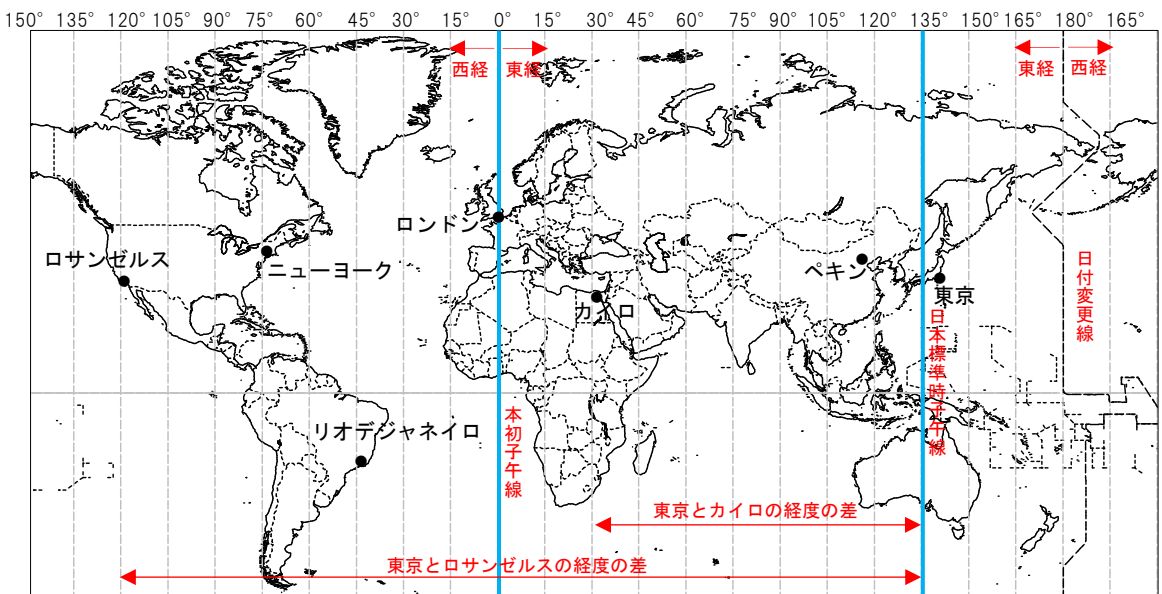 150° 135° 120° 105° 90° 75° 60° 45° 30° 15° 0° 15° 30° 45° 60° 75° 90° 105° 120° 135° 150° 165° 180° 165°
西経 東経
東経 西経
ロンドン
ロサンゼルス
ニューヨーク
ペキン
東京
カイロ
日付変更線
日本標準時子午線
本初子午線
リオデジャネイロ
東京とカイロの経度の差
東京とロサンゼルスの経度の差